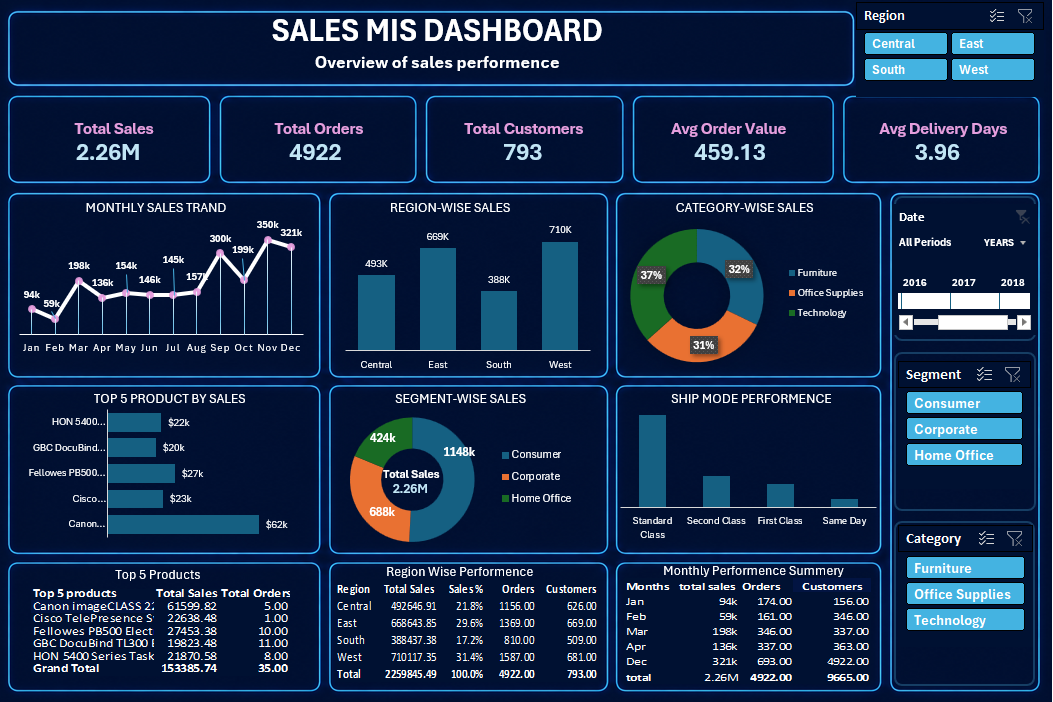 SALES MIS DASHBOARD
Overview of sales performence
Region
Central East
South West
Total Sales
2.26M
Total Orders
4922
Total Customers
793
Avg Order Value
459.13
Avg Delivery Days
3.96
MONTHLY SALES TRAND
94k 59k 198k 136k 154k 146k 145k 157k 300k 199k 350k 321k
Jan Feb Mar Apr May Jun Jul Aug Sep Oct Nov Dec
REGION-WISE SALES
493K 669K 388K 710K
Central East South West
CATEGORY-WISE SALES
37% 32% 31%
Furniture
Office Supplies
Technology
Date
All Periods YEARS
2016 2017 2018
TOP 5 PRODUCT BY SALES
HON 5400... $22k
GBC DocuBind... $20k
Fellowes PB500... $27k
Cisco... $23k
Canon... $62k
SEGMENT-WISE SALES
424k 1148k 688k
Total Sales
2.26M
Consumer
Corporate
Home Office
SHIP MODE PERFORMENCE
Standard Class Second Class First Class Same Day
Segment
Consumer
Corporate
Home Office
Top 5 Products
Top 5 products Total Sales Total Orders
Canon imageCLASS 22 61599.82 5.00
Cisco TelePresence S 22638.48 1.00
Fellowes PB500 Elect 27453.38 10.00
GBC DocuBind TL300 E 19823.48 11.00
HON 5400 Series Task 21870.58 8.00
Grand Total 153385.74 35.00
Region Wise Performence
Region Total Sales Sales % Orders Customers
Central 492646.91 21.8% 1156.00 626.00
East 668643.85 29.6% 1369.00 669.00
South 388437.38 17.2% 810.00 509.00
West 710117.35 31.4% 1587.00 681.00
Total 2259845.49 100.0% 4922.00 793.00
Monthly Performence Summery
Months total sales Orders Customers
Jan 94k 174.00 156.00
Feb 59k 161.00 346.00
Mar 198k 346.00 337.00
Apr 136k 337.00 363.00
Dec 321k 693.00 4922.00
total 2.26M 4922.00 9665.00
Category
Furniture
Office Supplies
Technology